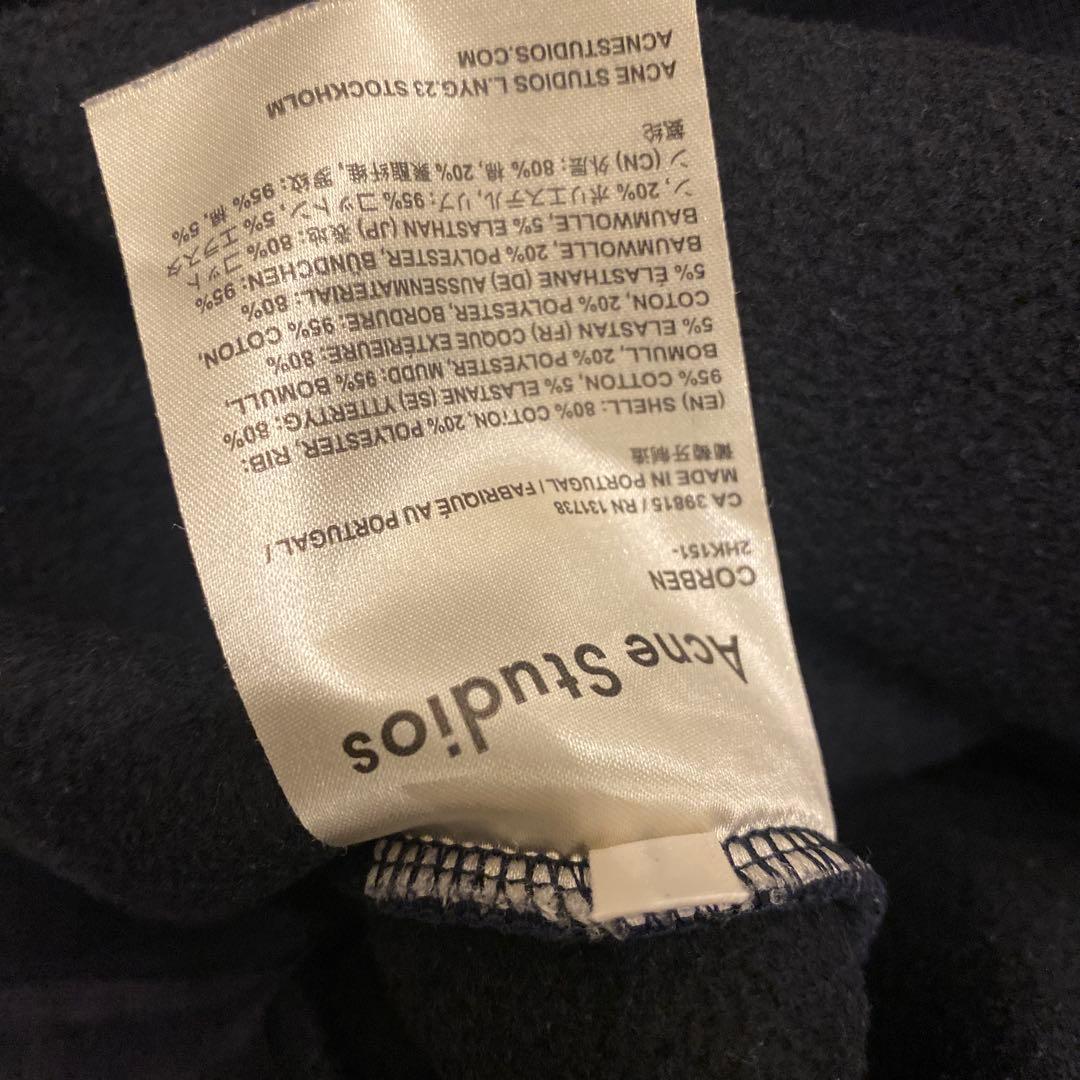 Acne Studios
CORBEN
2HK151-
CA 39815 / RN 131738
MADE IN PORTUGAL / FABRIQUÉ AU PORTUGAL /
葡萄牙制造
(EN) SHELL: 80% COTTON, 20% POLYESTER, RIB:
95% COTTON, 5% ELASTANE (SE) YTTERTYG: 80%
BOMULL, 20% POLYESTER, MUDD: 95% BOMULL,
5% ELASTAN (FR) COQUE EXTÉRIEURE: 80%
COTON, 20% POLYESTER, BORDURE: 95% COTON,
5% ÉLASTHANE (DE) AUSSENMATERIAL: 80%
BAUMWOLLE, 20% POLYESTER, BÜNDCHEN: 95%
BAUMWOLLE, 5% ELASTHAN (JP) 表地: 80% コット
ン, 20% ポリエステル, リブ: 95% コットン, 5% エラスタ
ン (CN) 外层: 80% 棉, 20% 聚酯纤维, 罗纹: 95% 棉, 5%
氨纶
ACNE STUDIOS L.NYG.23 STOCKHOLM
ACNESTUDIOS.COM